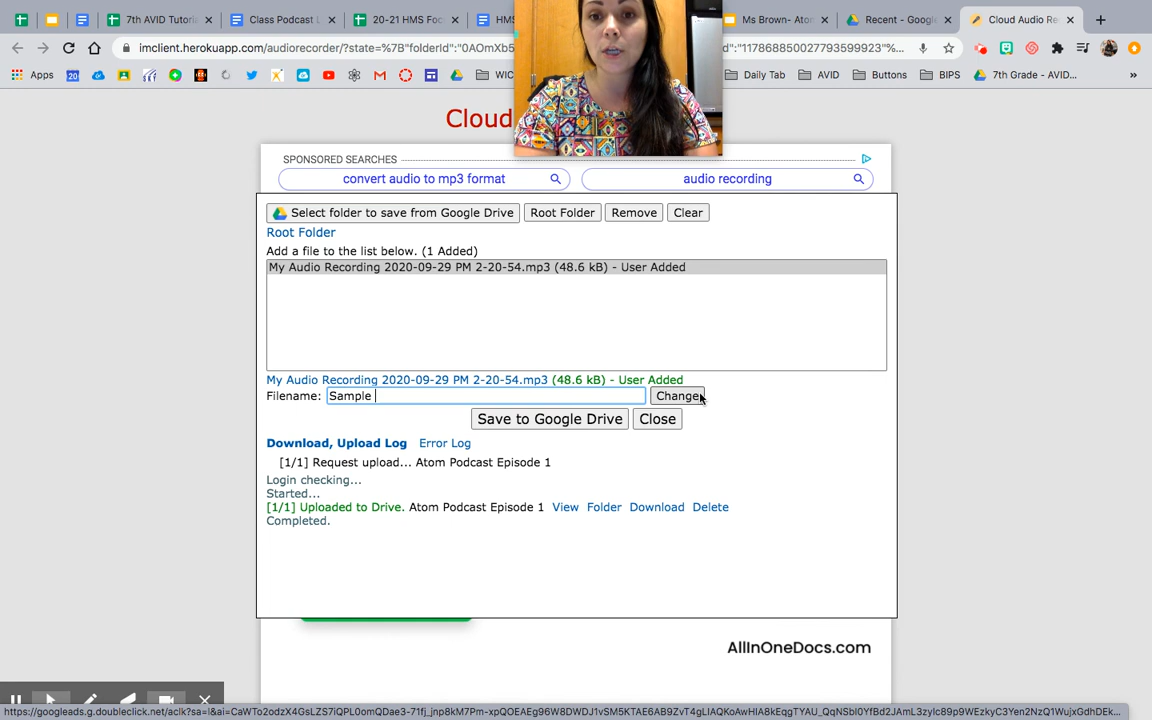 7th AVID Tutoria
Class Podcast L
20-21 HMS Foc
HMS
Ms Brown- Ato
Recent - Google
Cloud Audio Re
imclient.herokuapp.com/audiorecorder/?state=%7B"folderId":"0AOmXb5
d":"117868850027793599923"%...
Apps
WIC
Daily Tab
AVID
Buttons
BIPS
7th Grade - AVID...
Cloud
SPONSORED SEARCHES
convert audio to mp3 format
audio recording
Select folder to save from Google Drive
Root Folder
Remove
Clear
Root Folder
Add a file to the list below. (1 Added)
My Audio Recording 2020-09-29 PM 2-20-54.mp3 (48.6 kB) - User Added
My Audio Recording 2020-09-29 PM 2-20-54.mp3 (48.6 kB) - User Added
Filename: Sample
Change
Save to Google Drive
Close
Download, Upload Log
Error Log
[1/1] Request upload... Atom Podcast Episode 1
Login checking...
Started...
[1/1] Uploaded to Drive. Atom Podcast Episode 1 View Folder Download Delete
Completed.
AllInOneDocs.com